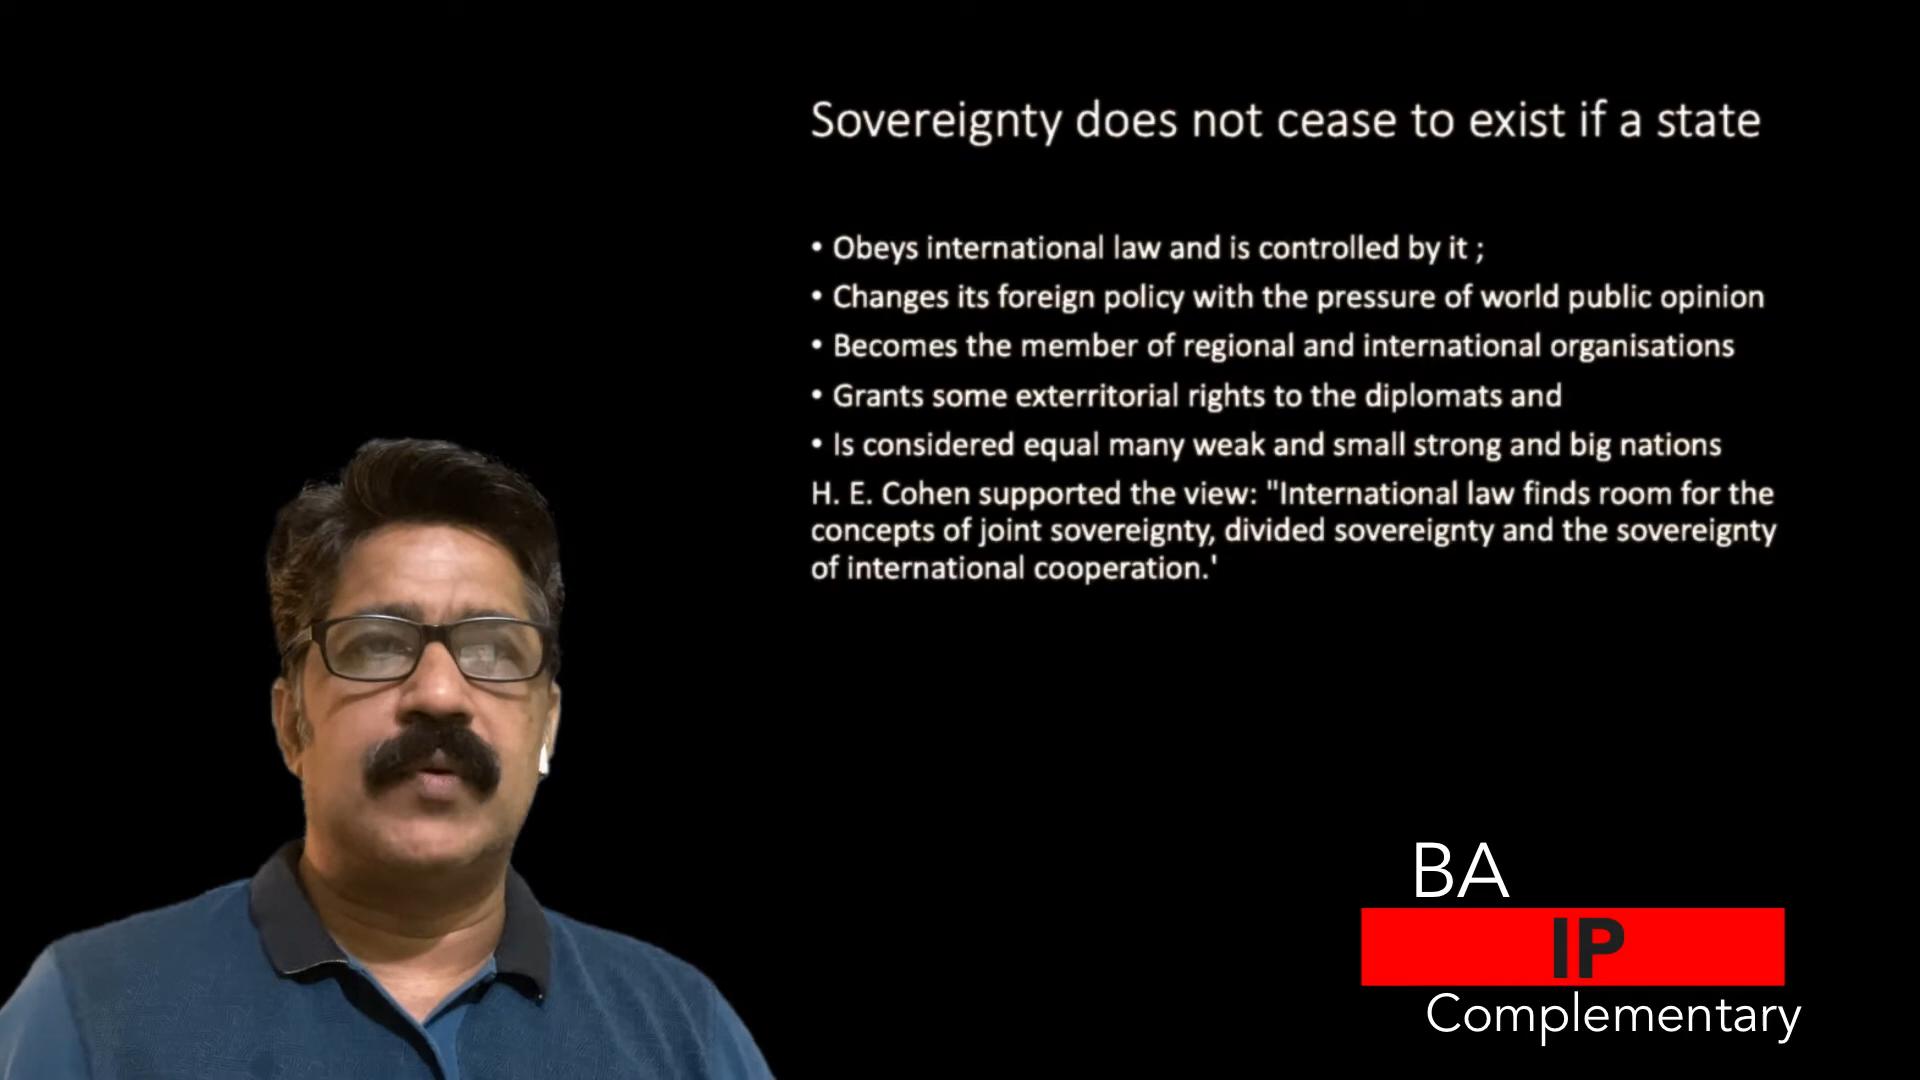 Sovereignty does not cease to exist if a state
• Obeys international law and is controlled by it ;
• Changes its foreign policy with the pressure of world public opinion
• Becomes the member of regional and international organisations
• Grants some exterritorial rights to the diplomats and
• Is considered equal many weak and small strong and big nations
H. E. Cohen supported the view: "International law finds room for the
concepts of joint sovereignty, divided sovereignty and the sovereignty
of international cooperation.'
BA
IP
Complementary